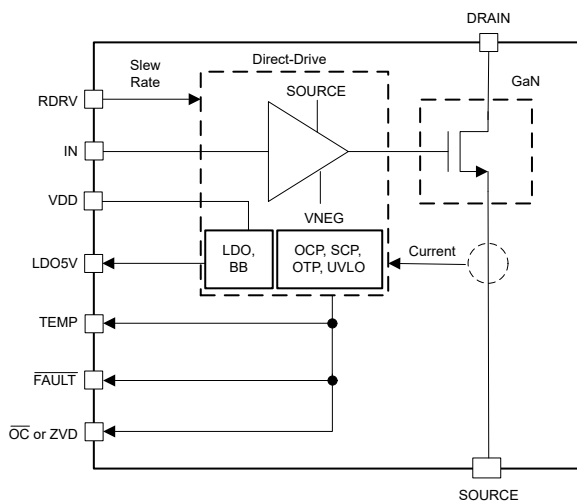 DRAIN
Slew
Rate
Direct-Drive
GaN
RDRV
SOURCE
IN
VDD
VNEG
LDO,
BB
OCP, SCP,
OTP, UVLO
Current
LDO5V
TEMP
FAULT
OC or ZVD
SOURCE